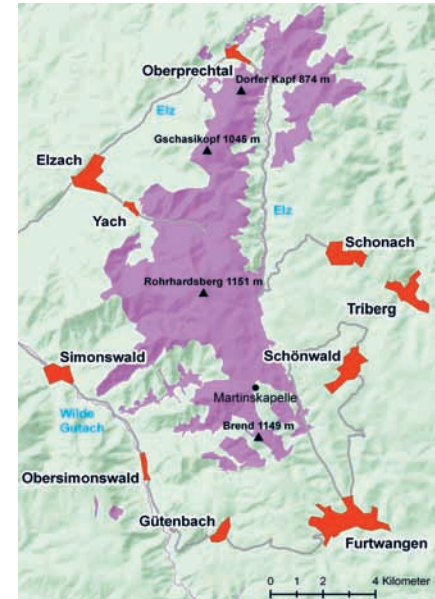 Oberprechtal
Dorfer Kapf 874 m
Elz
Gschasikopf 1045 m
Elzach
Yach
Elz
Schonach
Rohrhardsberg 1151 m
Triberg
Simonswald
Schönwald
Martinskapelle
Wilde
Gutach
Brend 1149 m
Obersimonswald
Gütenbach
Furtwangen
0 1 2 4 Kilometer